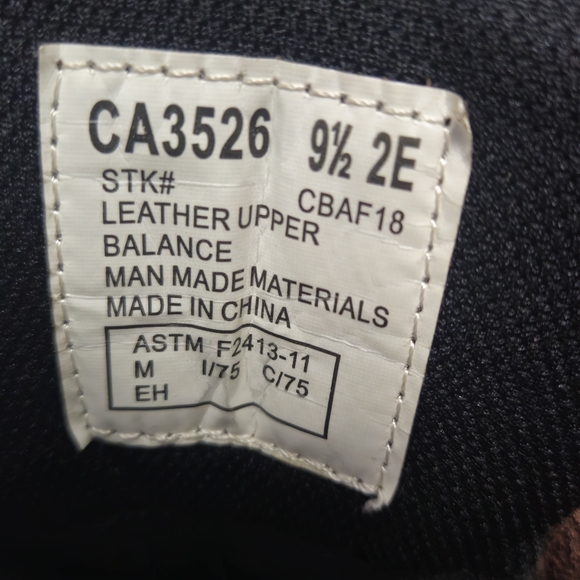 CA3526 9½ 2E
STK# CBAF18
LEATHER UPPER
BALANCE
MAN MADE MATERIALS
MADE IN CHINA
ASTM F2413-11
M I/75 C/75
EH